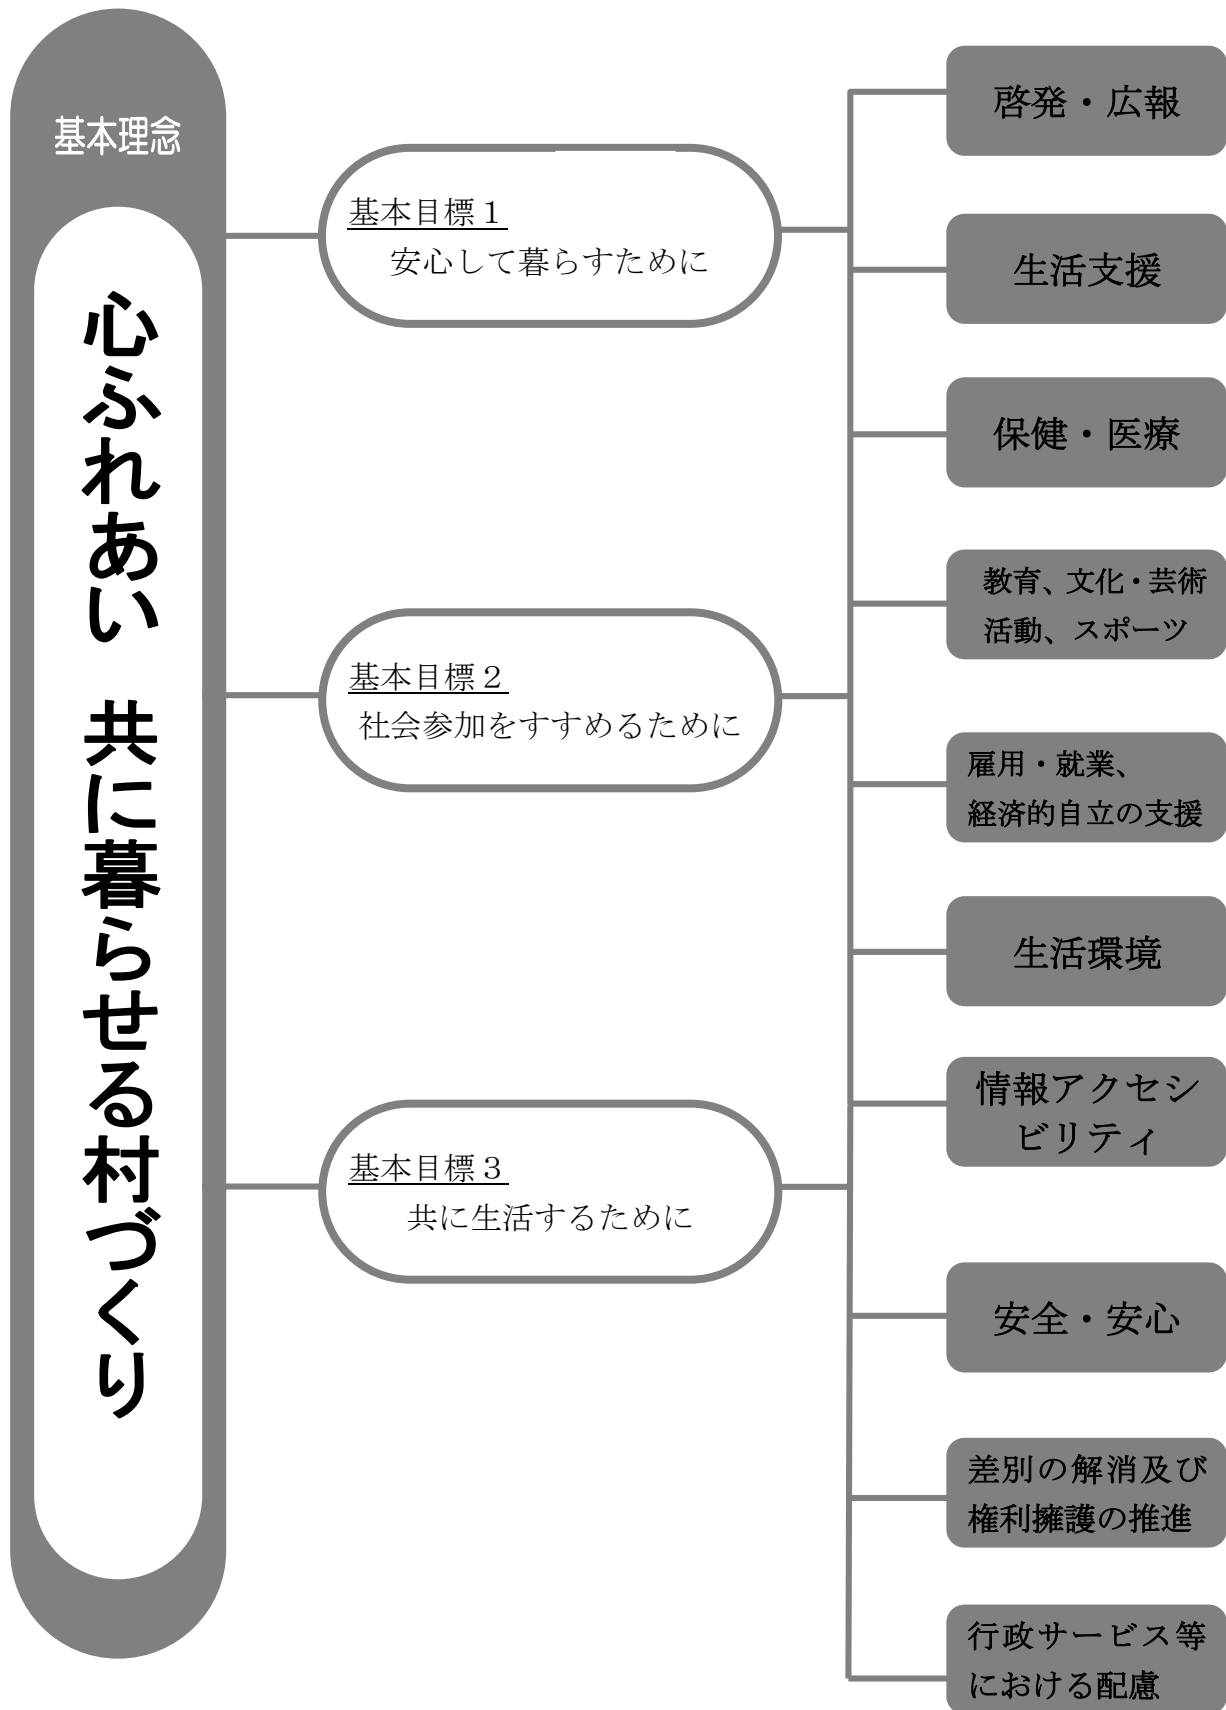 基本理念
心ふれあい　共に暮らせる村づくり
基本目標１
安心して暮らすために
基本目標２
社会参加をすすめるために
基本目標３
共に生活するために
啓発・広報
生活支援
保健・医療
教育、文化・芸術
活動、スポーツ
雇用・就業、
経済的自立の支援
生活環境
情報アクセシ
ビリティ
安全・安心
差別の解消及び
権利擁護の推進
行政サービス等
における配慮